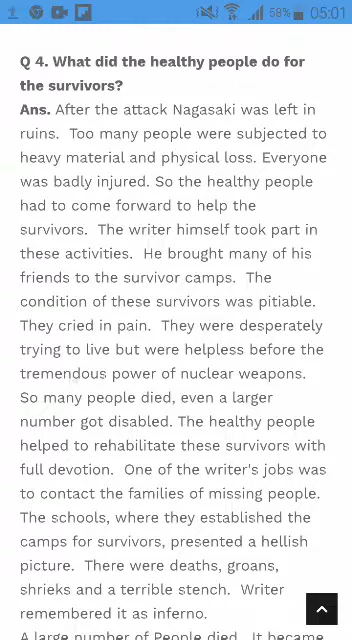 58% 05:01
Q 4. What did the healthy people do for
the survivors?
Ans. After the attack Nagasaki was left in
ruins.  Too many people were subjected to
heavy material and physical loss. Everyone
was badly injured. So the healthy people
had to come forward to help the
survivors.  The writer himself took part in
these activities.  He brought many of his
friends to the survivor camps.  The
condition of these survivors was pitiable.
They cried in pain.  They were desperately
trying to live but were helpless before the
tremendous power of nuclear weapons.
So many people died, even a larger
number got disabled. The healthy people
helped to rehabilitate these survivors with
full devotion.  One of the writer's jobs was
to contact the families of missing people.
The schools, where they established the
camps for survivors, presented a hellish
picture.  There were deaths, groans,
shrieks and a terrible stench.  Writer
remembered it as inferno.
A large number of People died.  It became